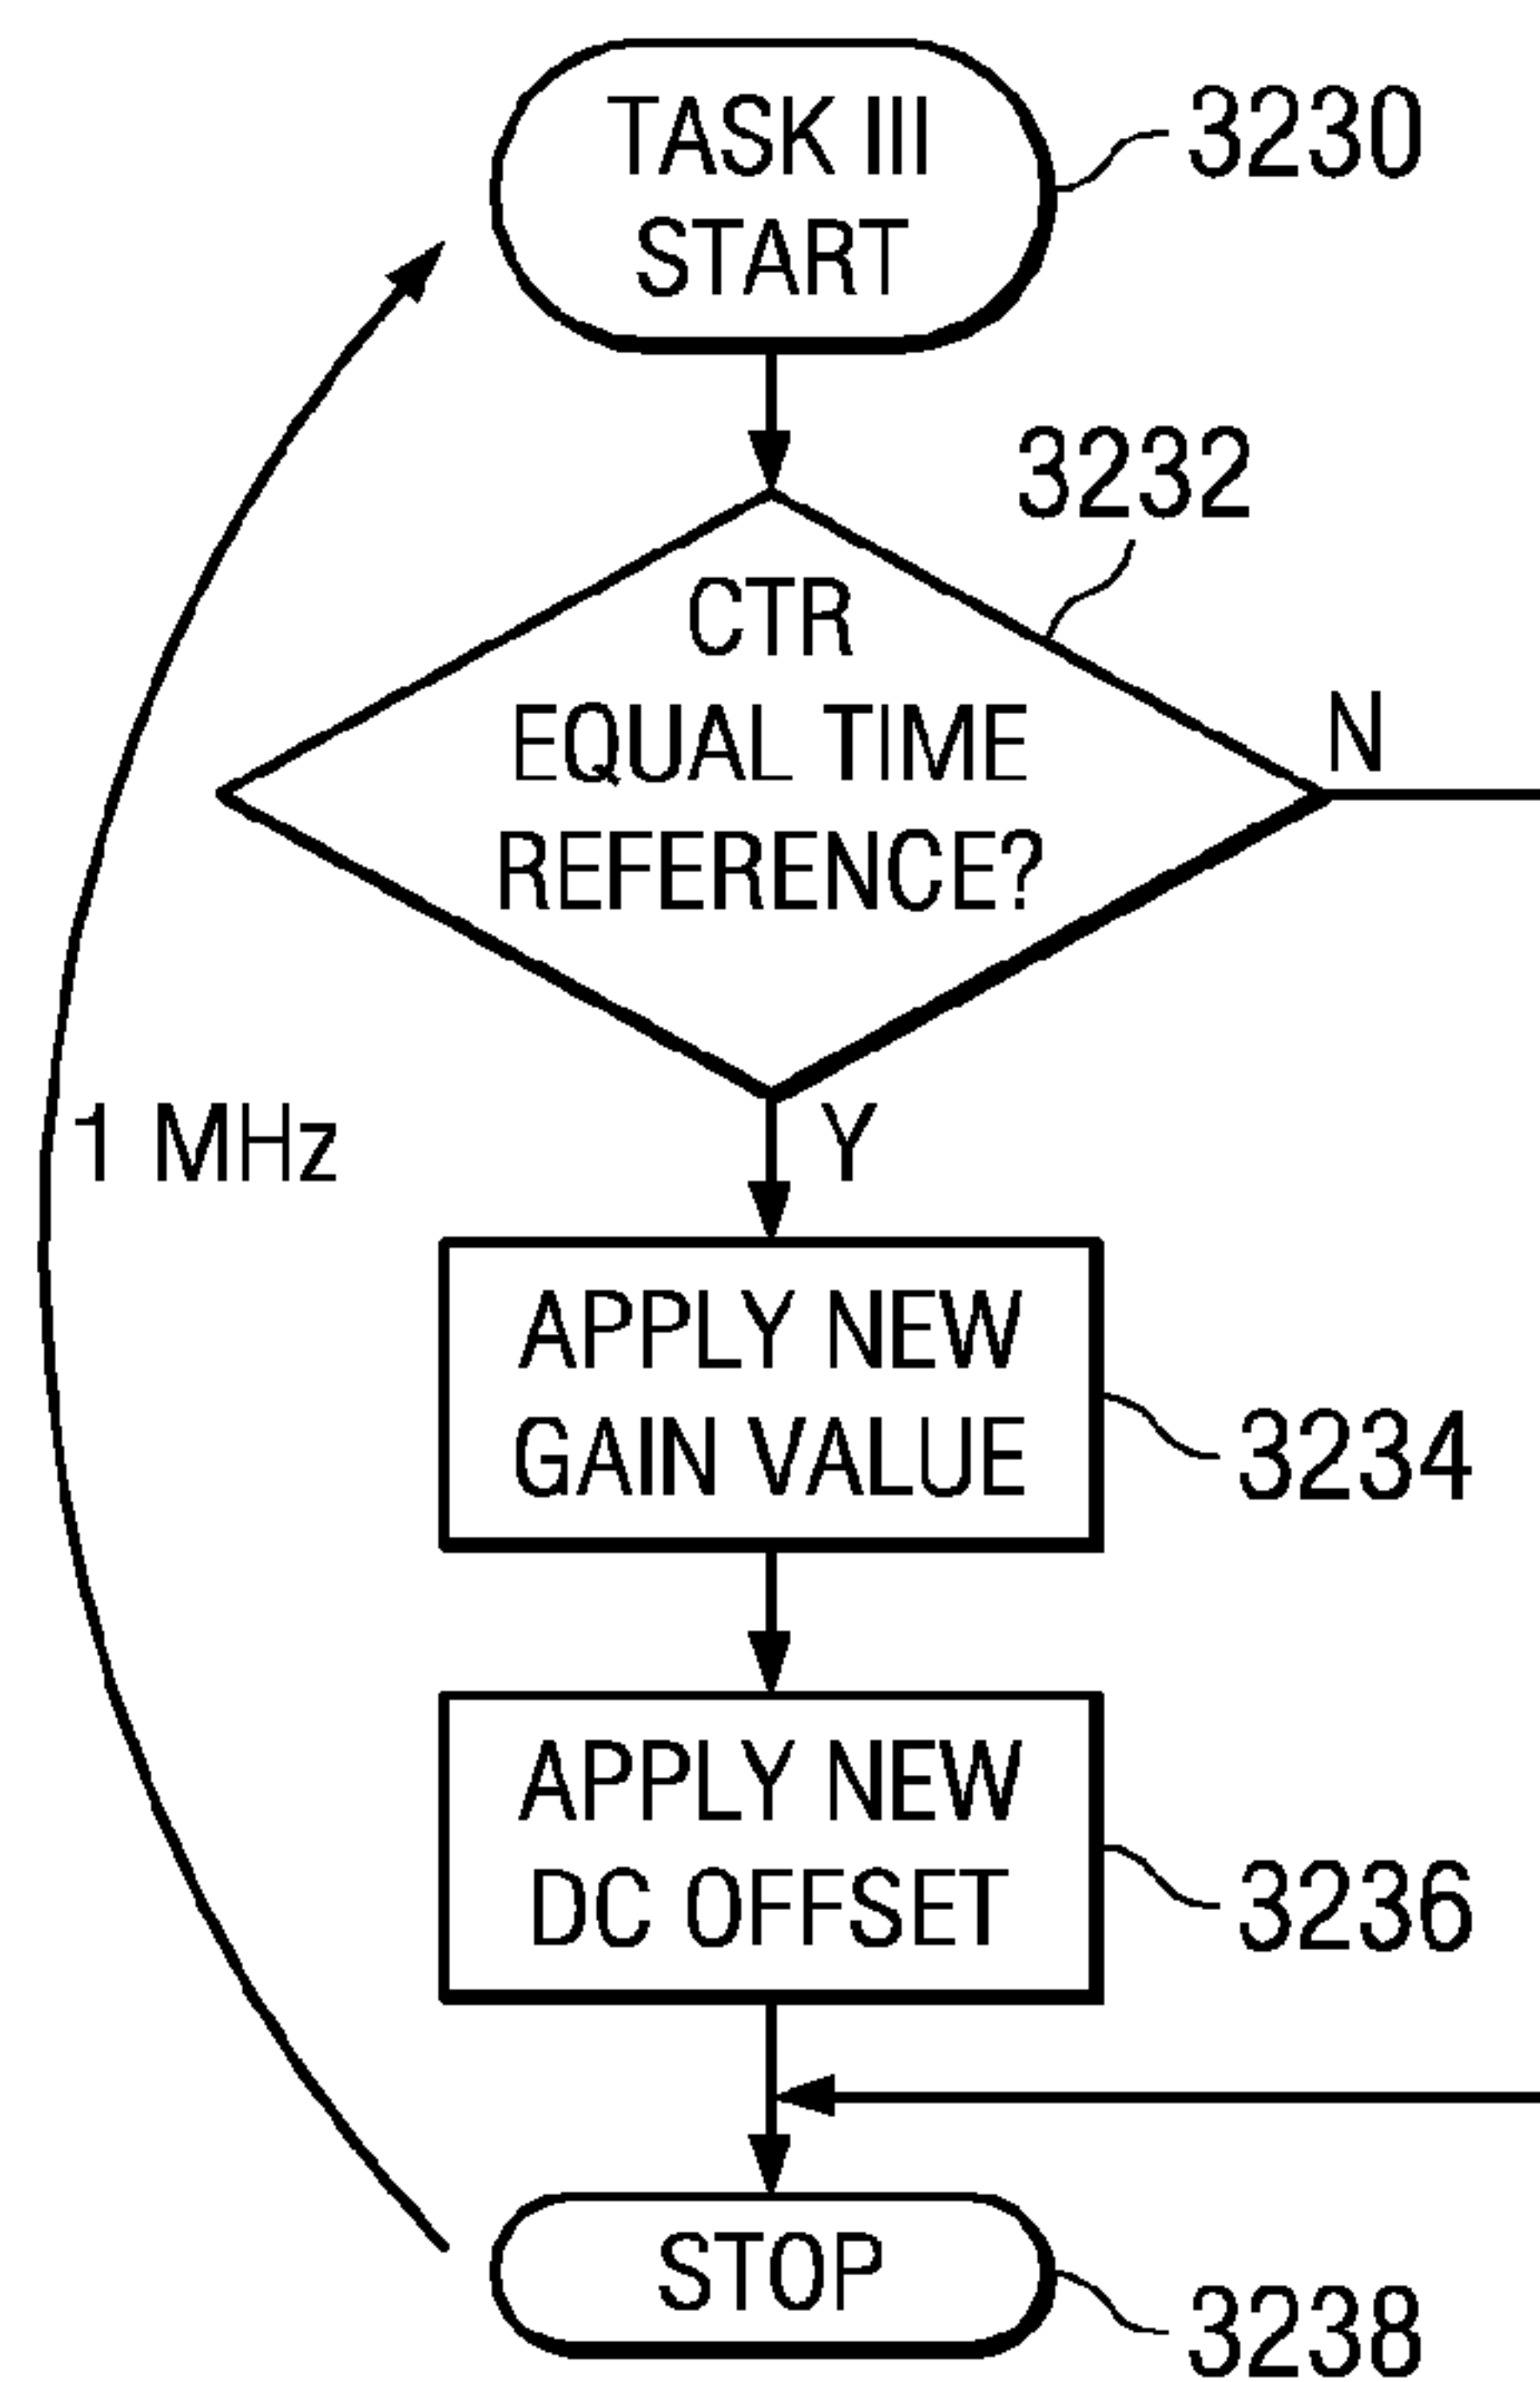 TASK III
START
3230
3232
CTR
EQUAL TIME
REFERENCE?
N
1 MHz
Y
APPLY NEW
GAIN VALUE
3234
APPLY NEW
DC OFFSET
3236
STOP
3238